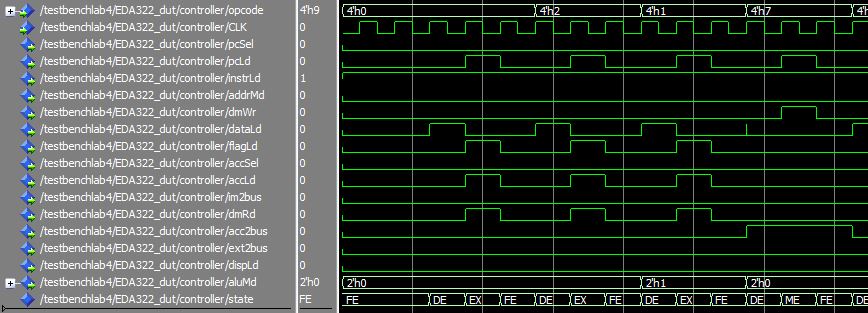 /testbenchlab4/EDA322_dut/controller/opcode 4'h9 4'h0 4'h2 4'h1 4'h7 4'h
/testbenchlab4/EDA322_dut/controller/CLK 0
/testbenchlab4/EDA322_dut/controller/pcSel 0
/testbenchlab4/EDA322_dut/controller/pcLd 0
/testbenchlab4/EDA322_dut/controller/instrLd 1
/testbenchlab4/EDA322_dut/controller/addrMd 0
/testbenchlab4/EDA322_dut/controller/dmWr 0
/testbenchlab4/EDA322_dut/controller/dataLd 0
/testbenchlab4/EDA322_dut/controller/flagLd 0
/testbenchlab4/EDA322_dut/controller/accSel 0
/testbenchlab4/EDA322_dut/controller/accLd 0
/testbenchlab4/EDA322_dut/controller/im2bus 0
/testbenchlab4/EDA322_dut/controller/dmRd 0
/testbenchlab4/EDA322_dut/controller/acc2bus 0
/testbenchlab4/EDA322_dut/controller/ext2bus 0
/testbenchlab4/EDA322_dut/controller/dispLd 0
/testbenchlab4/EDA322_dut/controller/aluMd 2'h0 2'h0 2'h1 2'h0
/testbenchlab4/EDA322_dut/controller/state FE FE DE EX FE DE EX FE DE EX FE DE ME FE DE